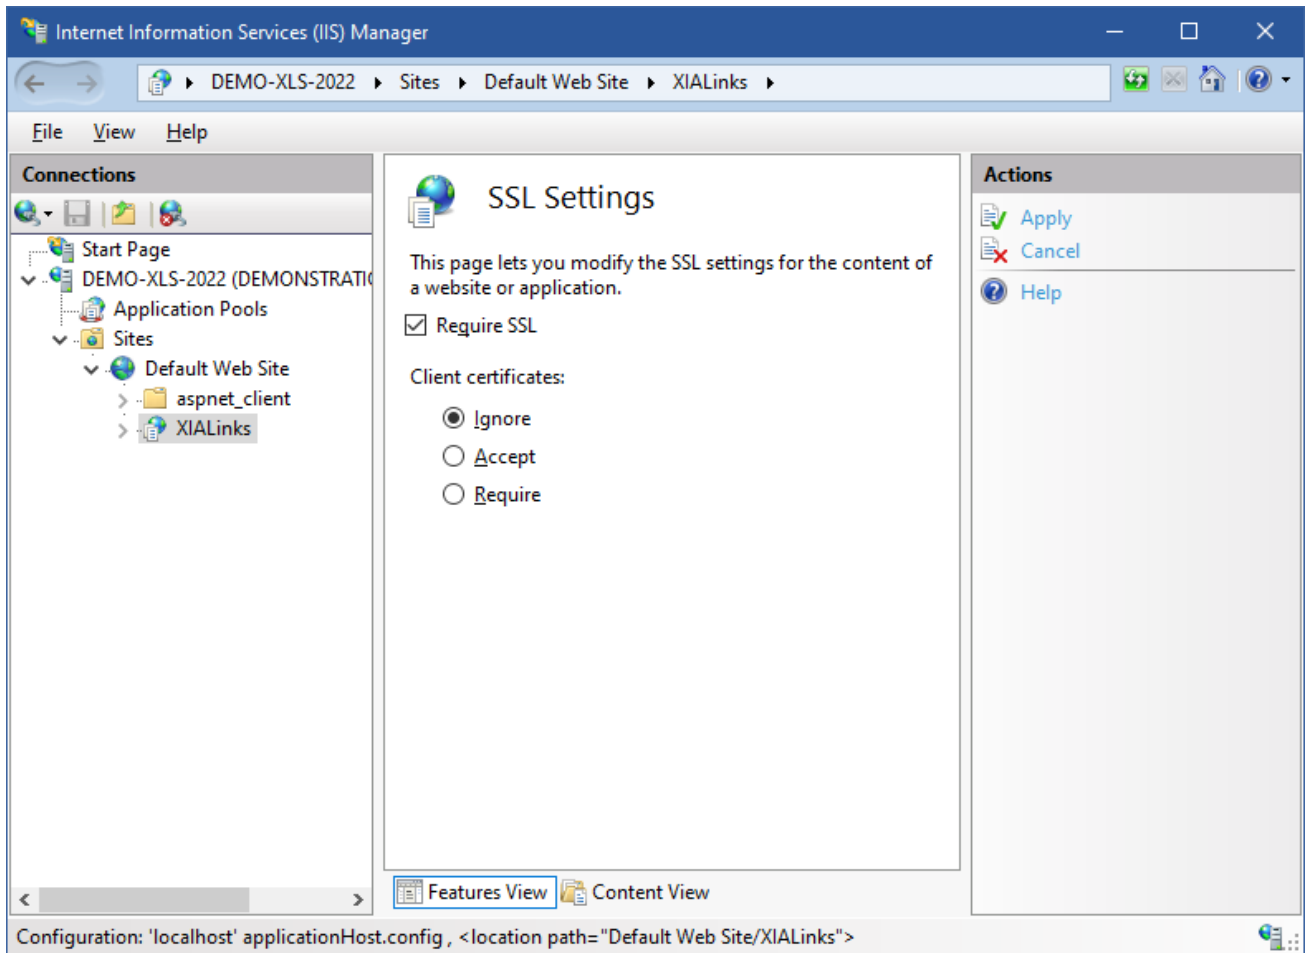 Internet Information Services (IIS) Manager
DEMO-XLS-2022 Sites Default Web Site XIALinks
File View Help
Connections
Start Page
DEMO-XLS-2022 (DEMONSTRATIO
Application Pools
Sites
Default Web Site
aspnet_client
XIALinks
SSL Settings
This page lets you modify the SSL settings for the content of
a website or application.
Require SSL
Client certificates:
Ignore
Accept
Require
Features View Content View
Actions
Apply
Cancel
Help
Configuration: 'localhost' applicationHost.config , <location path="Default Web Site/XIALinks">